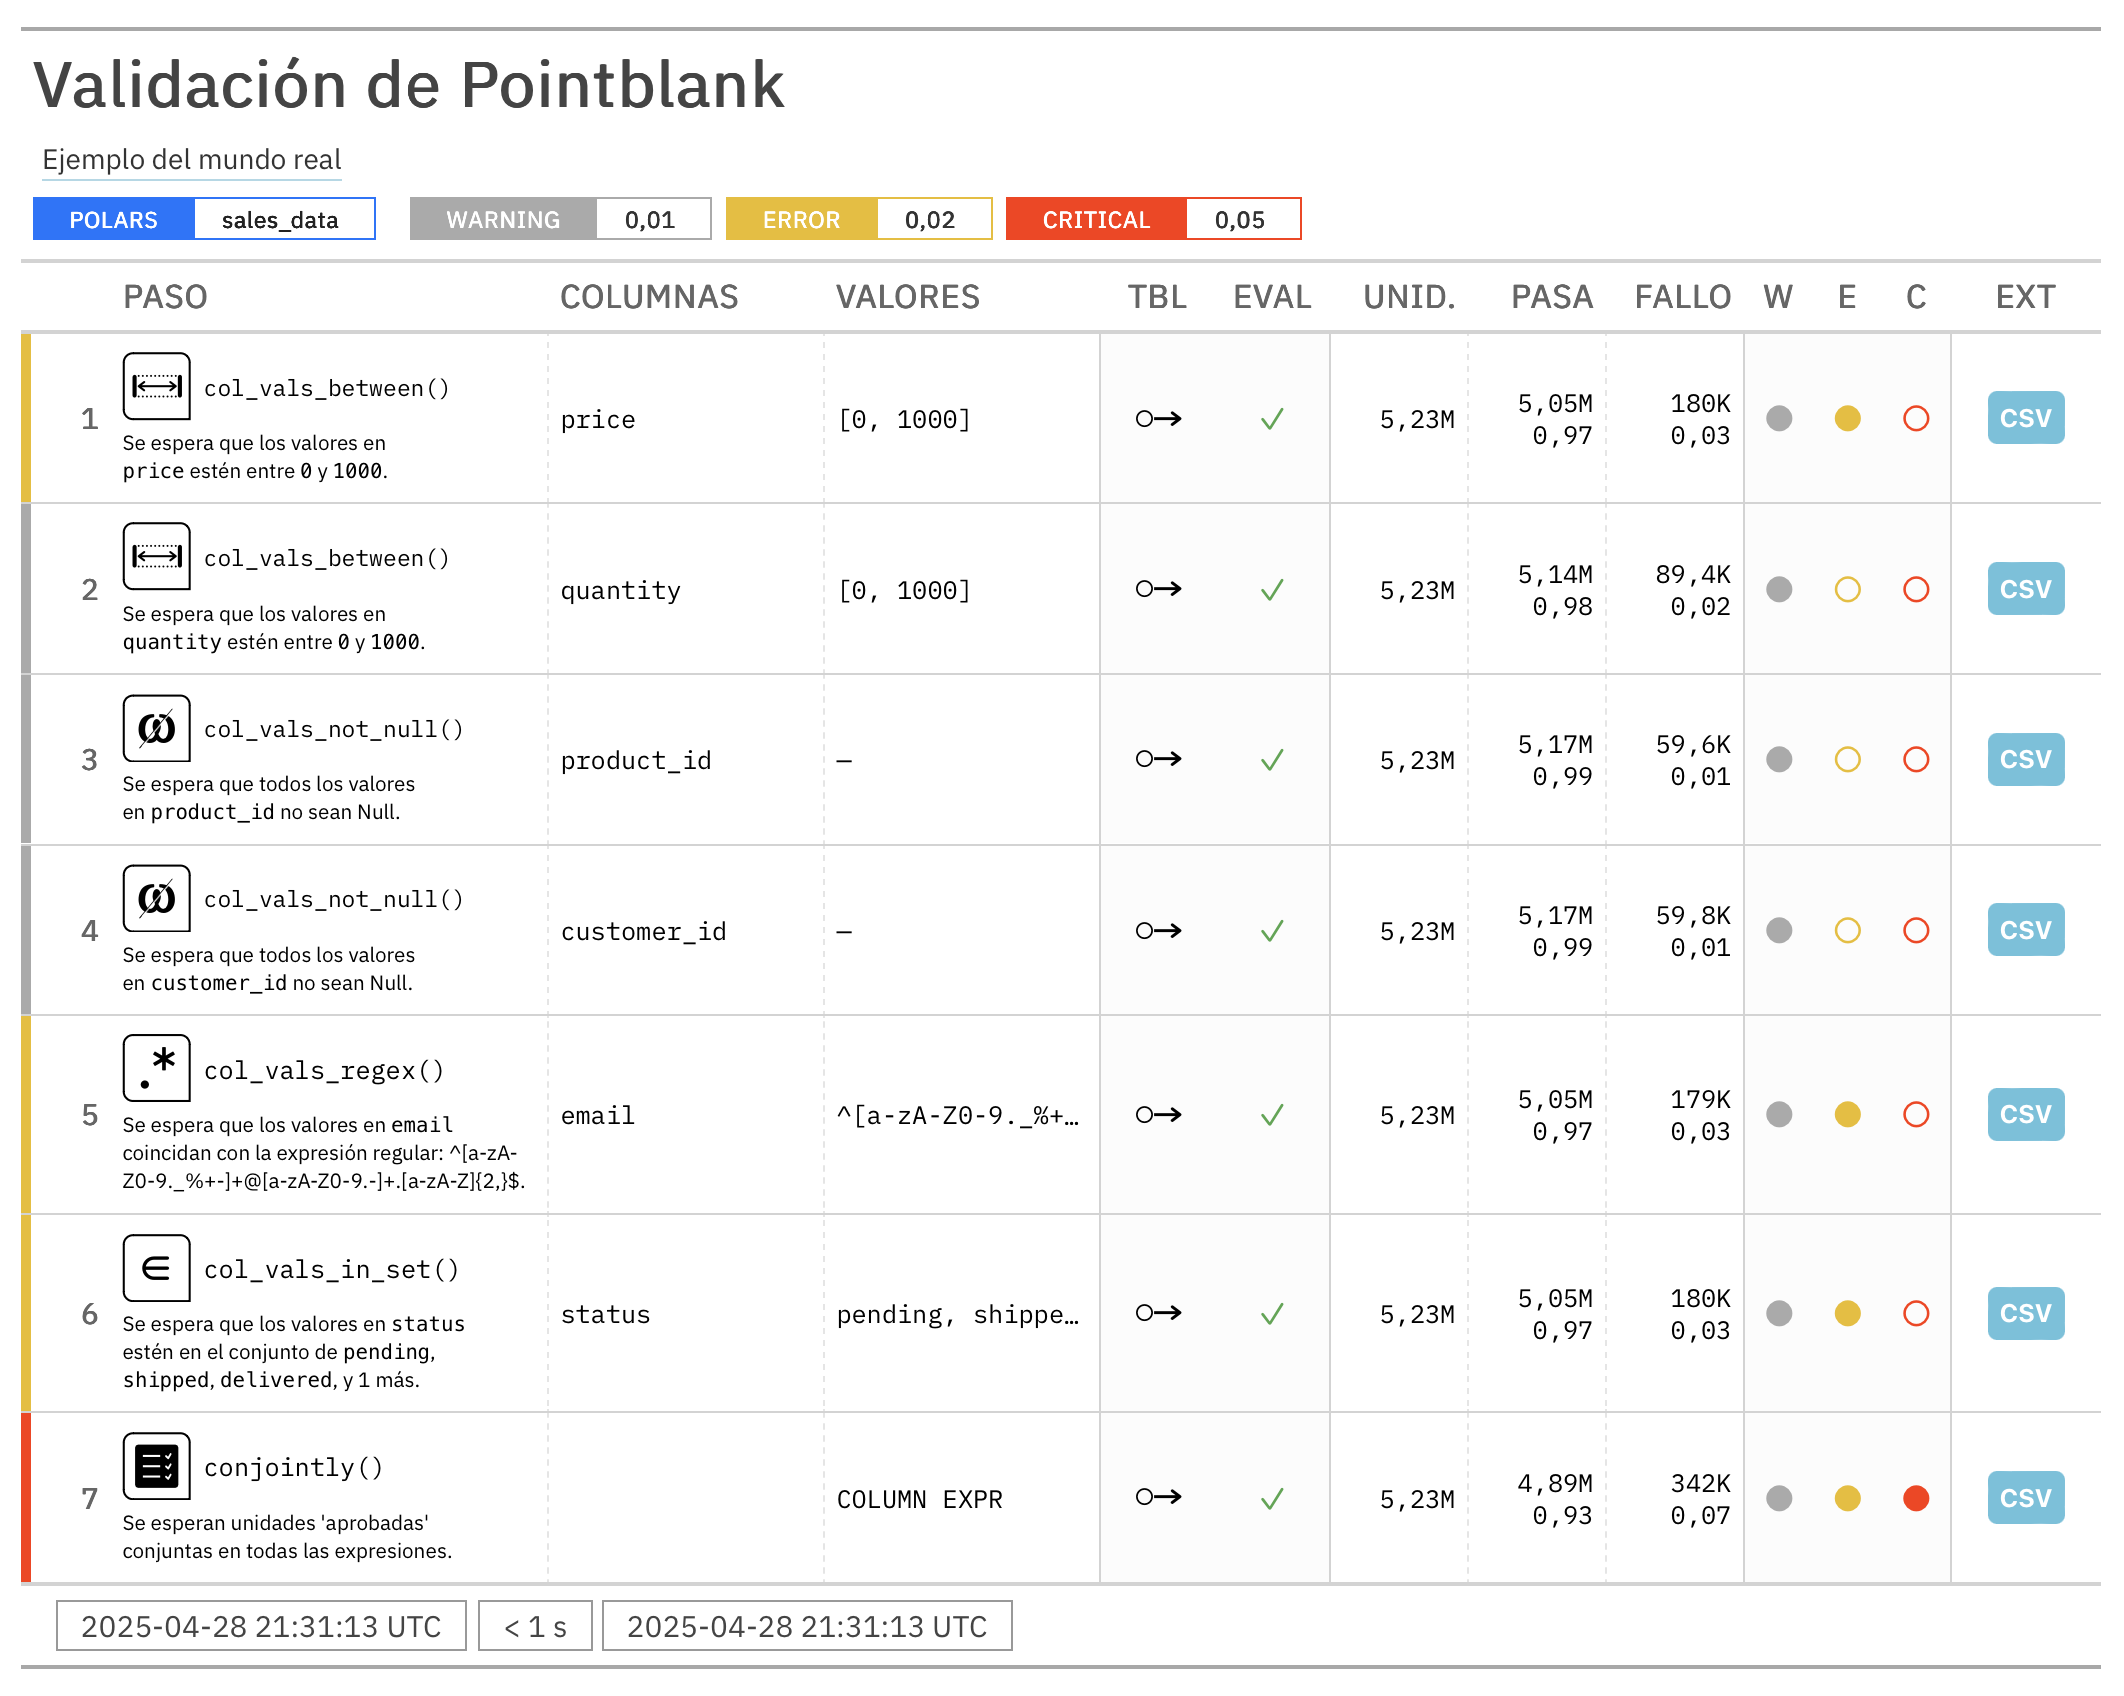 Validación de Pointblank
Ejemplo del mundo real
POLARS sales_data WARNING 0,01 ERROR 0,02 CRITICAL 0,05
PASO COLUMNAS VALORES TBL EVAL UNID. PASA FALLO W E C EXT
1 col_vals_between() price [0, 1000] 5,23M 5,05M 0,97 180K 0,03 CSV
Se espera que los valores en
price estén entre 0 y 1000.
2 col_vals_between() quantity [0, 1000] 5,23M 5,14M 0,98 89,4K 0,02 CSV
Se espera que los valores en
quantity estén entre 0 y 1000.
3 col_vals_not_null() product_id — 5,23M 5,17M 0,99 59,6K 0,01 CSV
Se espera que todos los valores
en product_id no sean Null.
4 col_vals_not_null() customer_id — 5,23M 5,17M 0,99 59,8K 0,01 CSV
Se espera que todos los valores
en customer_id no sean Null.
5 col_vals_regex() email ^[a-zA-Z0-9._%+… 5,23M 5,05M 0,97 179K 0,03 CSV
Se espera que los valores en email
coincidan con la expresión regular: ^[a-zA-
Z0-9._%+-]+@[a-zA-Z0-9.-]+.[a-zA-Z]{2,}$.
6 col_vals_in_set() status pending, shippe… 5,23M 5,05M 0,97 180K 0,03 CSV
Se espera que los valores en status
estén en el conjunto de pending,
shipped, delivered, y 1 más.
7 conjointly() COLUMN EXPR 5,23M 4,89M 0,93 342K 0,07 CSV
Se esperan unidades 'aprobadas'
conjuntas en todas las expresiones.
2025-04-28 21:31:13 UTC < 1 s 2025-04-28 21:31:13 UTC